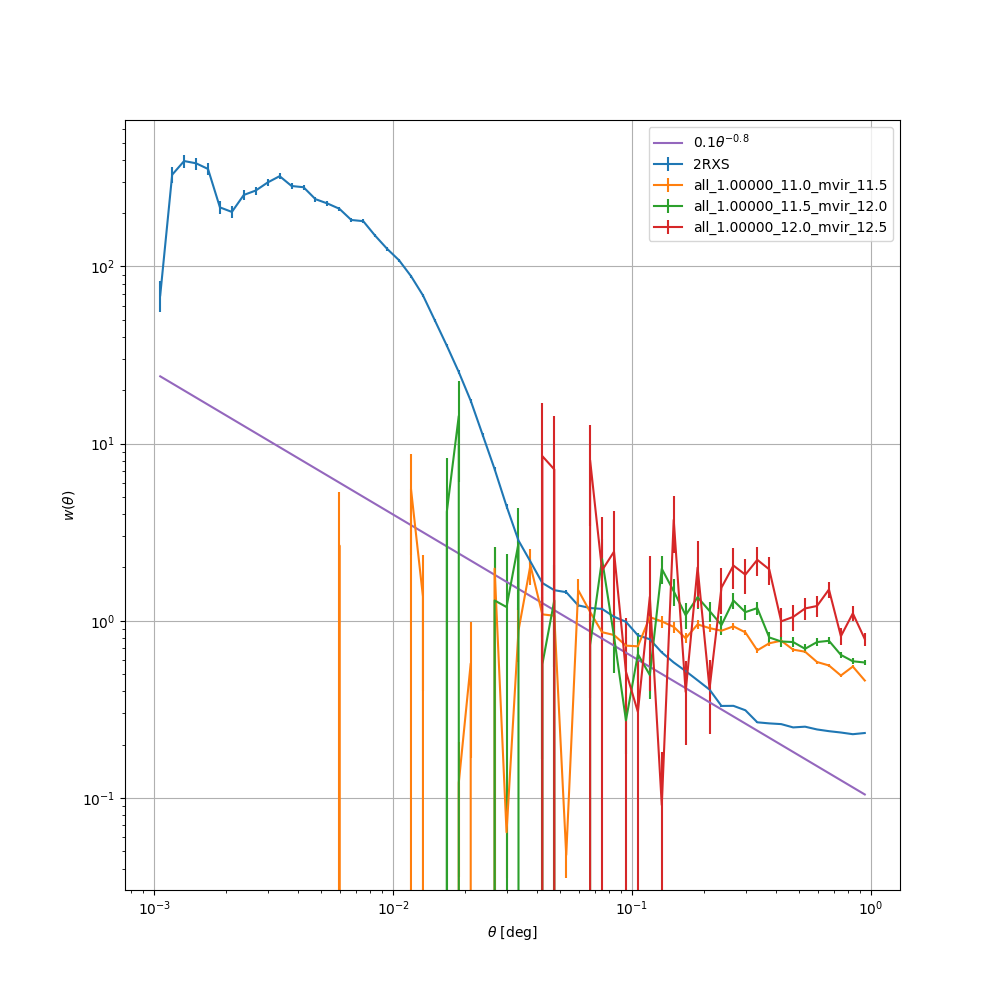 0.1θ^{-0.8}
2RXS
all_1.00000_11.0_mvir_11.5
all_1.00000_11.5_mvir_12.0
all_1.00000_12.0_mvir_12.5
w(θ)
10^2
10^1
10^0
10^{-1}
10^{-3} 10^{-2} 10^{-1} 10^0
θ [deg]